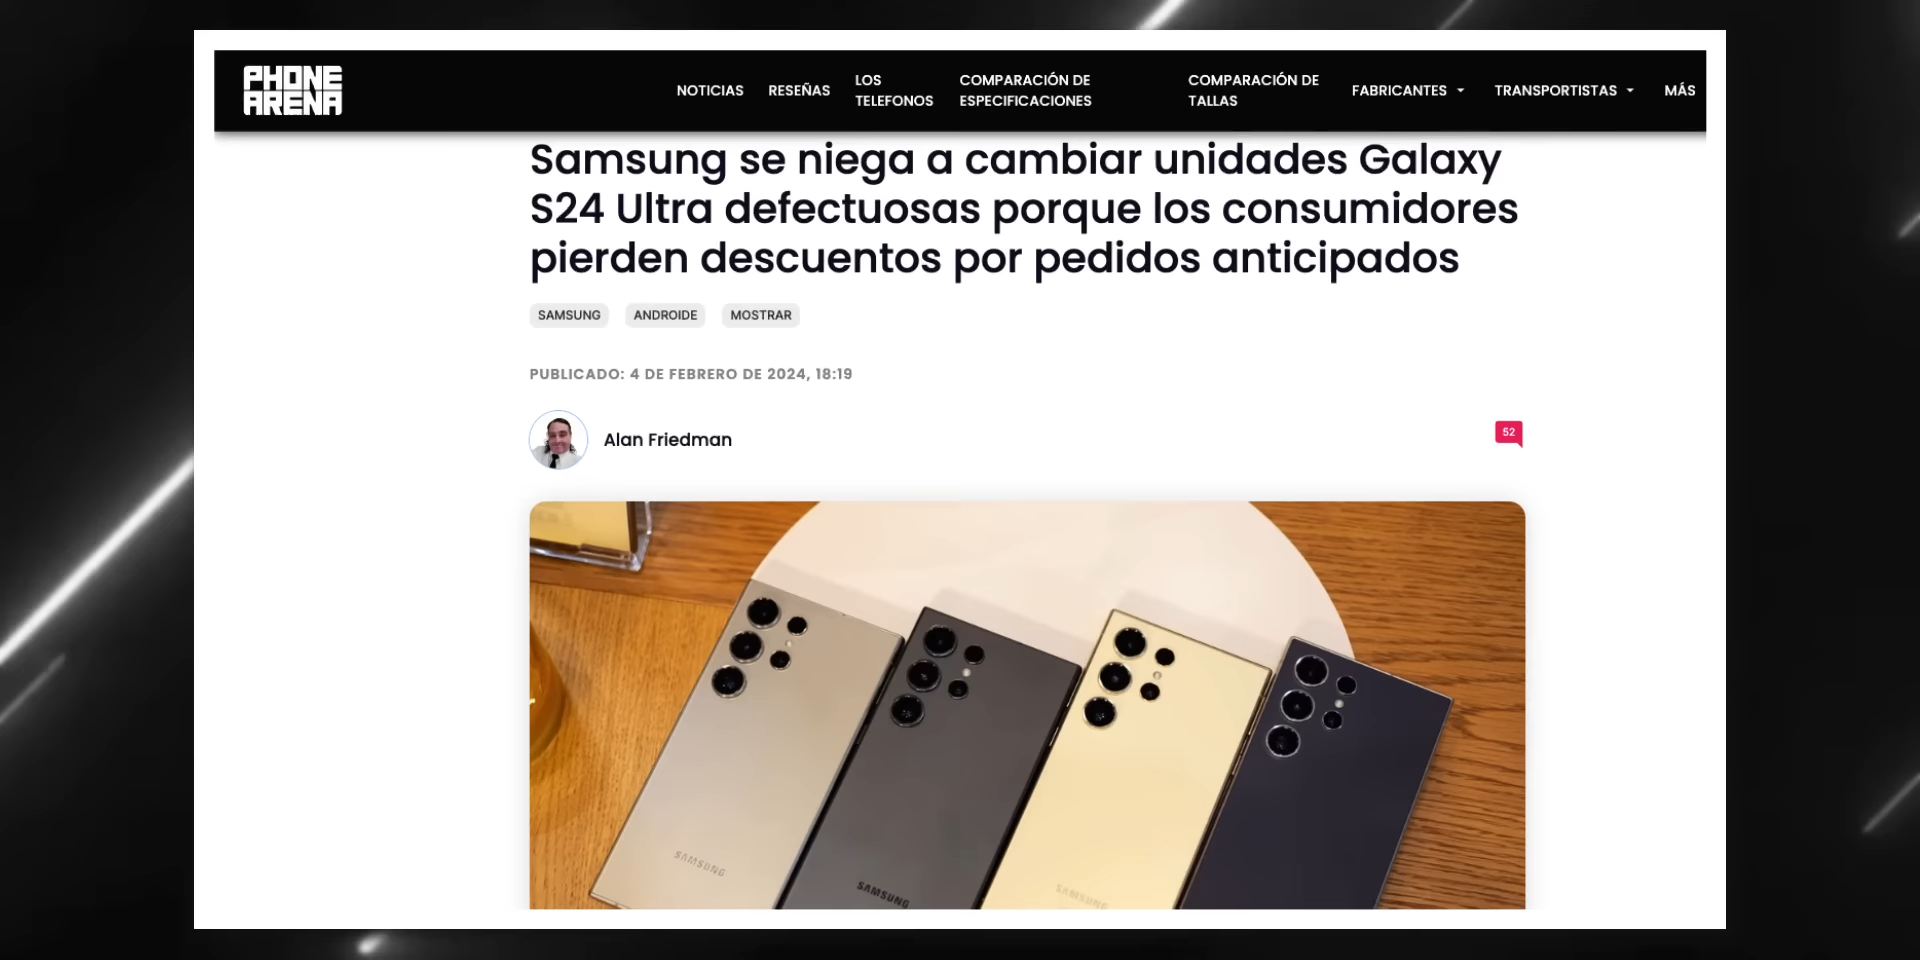 PHONE
ARENA
NOTICIAS
RESEÑAS
LOS
TELEFONOS
COMPARACIÓN DE
ESPECIFICACIONES
COMPARACIÓN DE
TALLAS
FABRICANTES
TRANSPORTISTAS
MÁS
Samsung se niega a cambiar unidades Galaxy
S24 Ultra defectuosas porque los consumidores
pierden descuentos por pedidos anticipados
SAMSUNG
ANDROIDE
MOSTRAR
PUBLICADO: 4 DE FEBRERO DE 2024, 18:19
Alan Friedman
52
SAMSUNG
SAMSUNG
SAMSUNG